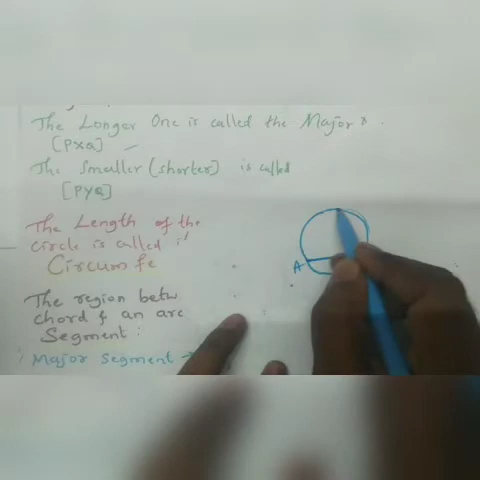 The Longer One is called the Major
[PXQ]
The Smaller (shorter) is called
[PYQ]
The Length of the
circle is called it'
Circumfe
The region betw
chord & an arc
Segment:
Major segment →
A